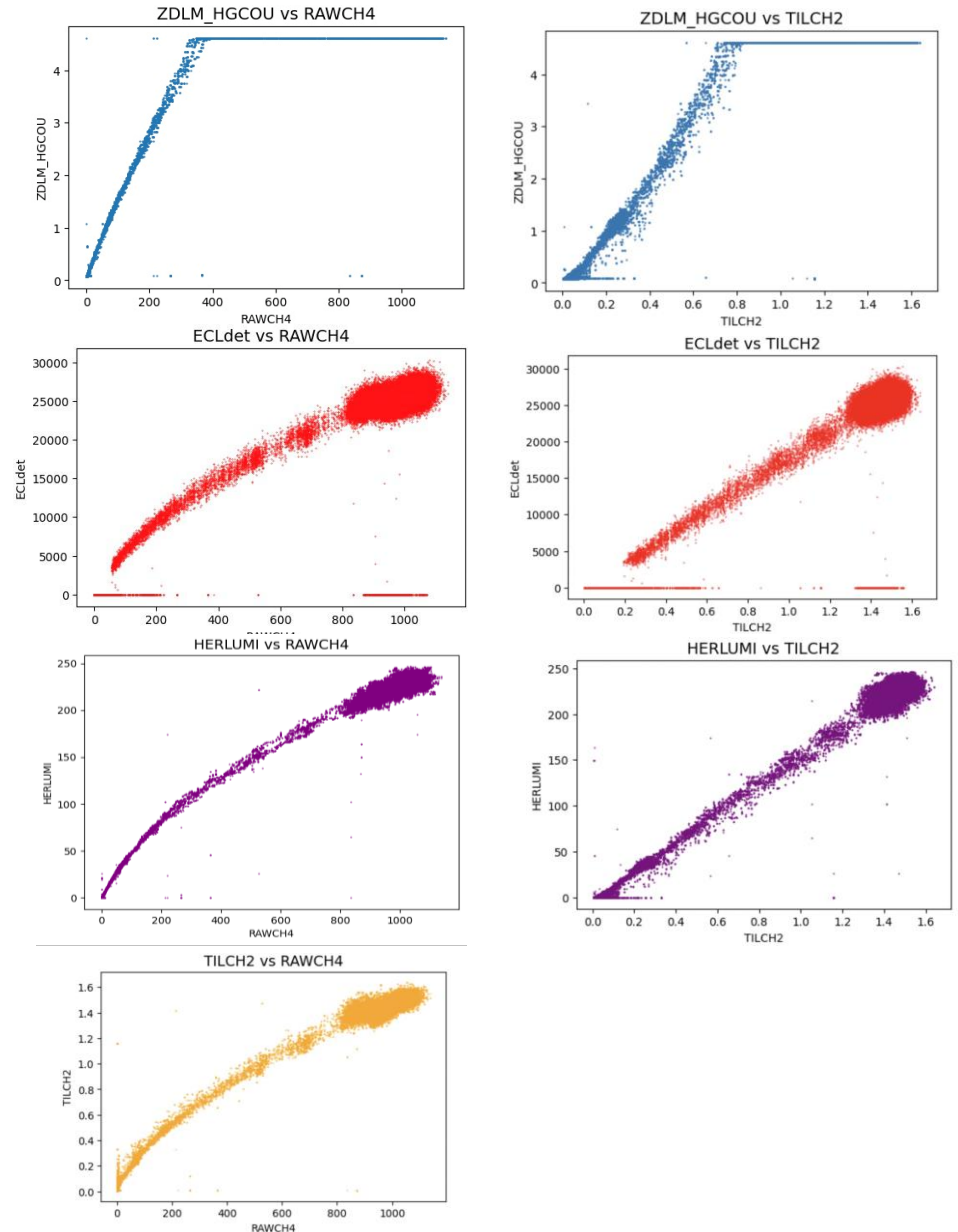 ZDLM_HGCOU vs RAWCH4
ZDLM_HGCOU
4
3
2
1
0
0 200 400 600 800 1000
RAWCH4
ZDLM_HGCOU vs TILCH2
ZDLM_HGCOU
4
3
2
1
0
0.0 0.2 0.4 0.6 0.8 1.0 1.2 1.4 1.6
TILCH2
ECLdet vs RAWCH4
ECLdet
30000
25000
20000
15000
10000
5000
0
0 200 400 600 800 1000
ECLdet vs TILCH2
ECLdet
30000
25000
20000
15000
10000
5000
0
0.0 0.2 0.4 0.6 0.8 1.0 1.2 1.4 1.6
TILCH2
HERLUMI vs RAWCH4
HERLUMI
250
200
150
100
50
0
0 200 400 600 800 1000
RAWCH4
HERLUMI vs TILCH2
HERLUMI
250
200
150
100
50
0
0.0 0.2 0.4 0.6 0.8 1.0 1.2 1.4 1.6
TILCH2
TILCH2 vs RAWCH4
TILCH2
1.6
1.4
1.2
1.0
0.8
0.6
0.4
0.2
0.0
0 200 400 600 800 1000
RAWCH4